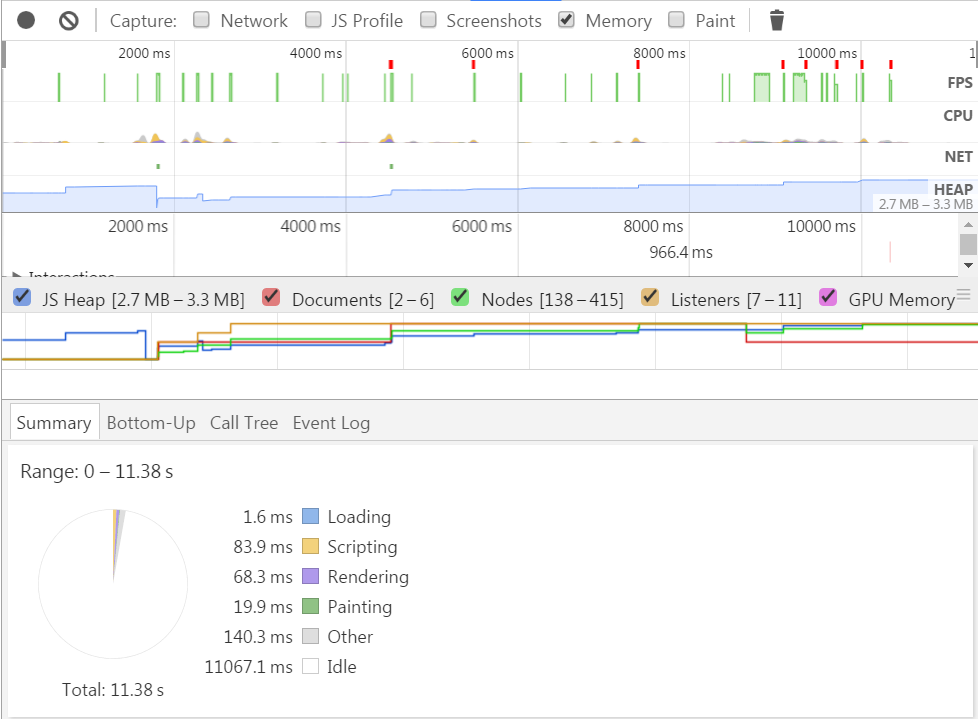 Capture: Network JS Profile Screenshots Memory Paint
2000 ms 4000 ms 6000 ms 8000 ms 10000 ms 1
FPS
CPU
NET
HEAP
2.7 MB – 3.3 MB
2000 ms 4000 ms 6000 ms 8000 ms 10000 ms
966.4 ms
Interactions
JS Heap [2.7 MB – 3.3 MB] Documents [2 – 6] Nodes [138 – 415] Listeners [7 – 11] GPU Memory
Summary Bottom-Up Call Tree Event Log
Range: 0 – 11.38 s
1.6 ms Loading
83.9 ms Scripting
68.3 ms Rendering
19.9 ms Painting
140.3 ms Other
11067.1 ms Idle
Total: 11.38 s